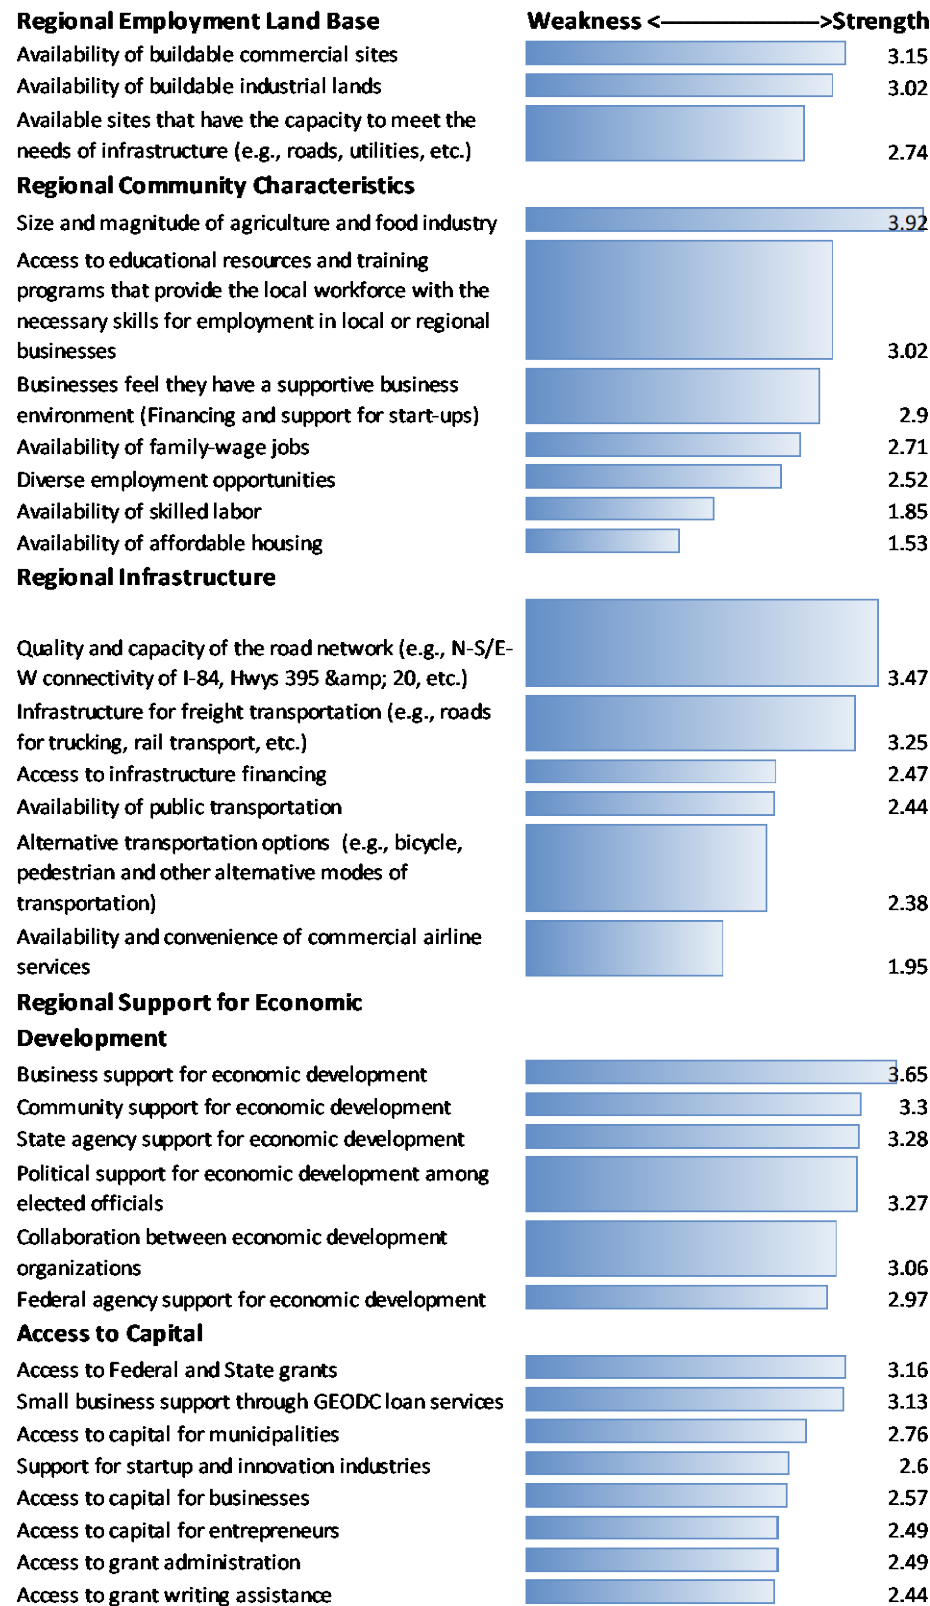 Regional Employment Land Base Weakness <——————>Strength
Availability of buildable commercial sites 3.15
Availability of buildable industrial lands 3.02
Available sites that have the capacity to meet the
needs of infrastructure (e.g., roads, utilities, etc.) 2.74
Regional Community Characteristics
Size and magnitude of agriculture and food industry 3.92
Access to educational resources and training
programs that provide the local workforce with the
necessary skills for employment in local or regional
businesses 3.02
Businesses feel they have a supportive business
environment (Financing and support for start-ups) 2.9
Availability of family-wage jobs 2.71
Diverse employment opportunities 2.52
Availability of skilled labor 1.85
Availability of affordable housing 1.53
Regional Infrastructure
Quality and capacity of the road network (e.g., N-S/E-
W connectivity of I-84, Hwys 395 &amp; 20, etc.) 3.47
Infrastructure for freight transportation (e.g., roads
for trucking, rail transport, etc.) 3.25
Access to infrastructure financing 2.47
Availability of public transportation 2.44
Alternative transportation options (e.g., bicycle,
pedestrian and other alternative modes of
transportation) 2.38
Availability and convenience of commercial airline
services 1.95
Regional Support for Economic
Development
Business support for economic development 3.65
Community support for economic development 3.3
State agency support for economic development 3.28
Political support for economic development among
elected officials 3.27
Collaboration between economic development
organizations 3.06
Federal agency support for economic development 2.97
Access to Capital
Access to Federal and State grants 3.16
Small business support through GEODC loan services 3.13
Access to capital for municipalities 2.76
Support for startup and innovation industries 2.6
Access to capital for businesses 2.57
Access to capital for entrepreneurs 2.49
Access to grant administration 2.49
Access to grant writing assistance 2.44